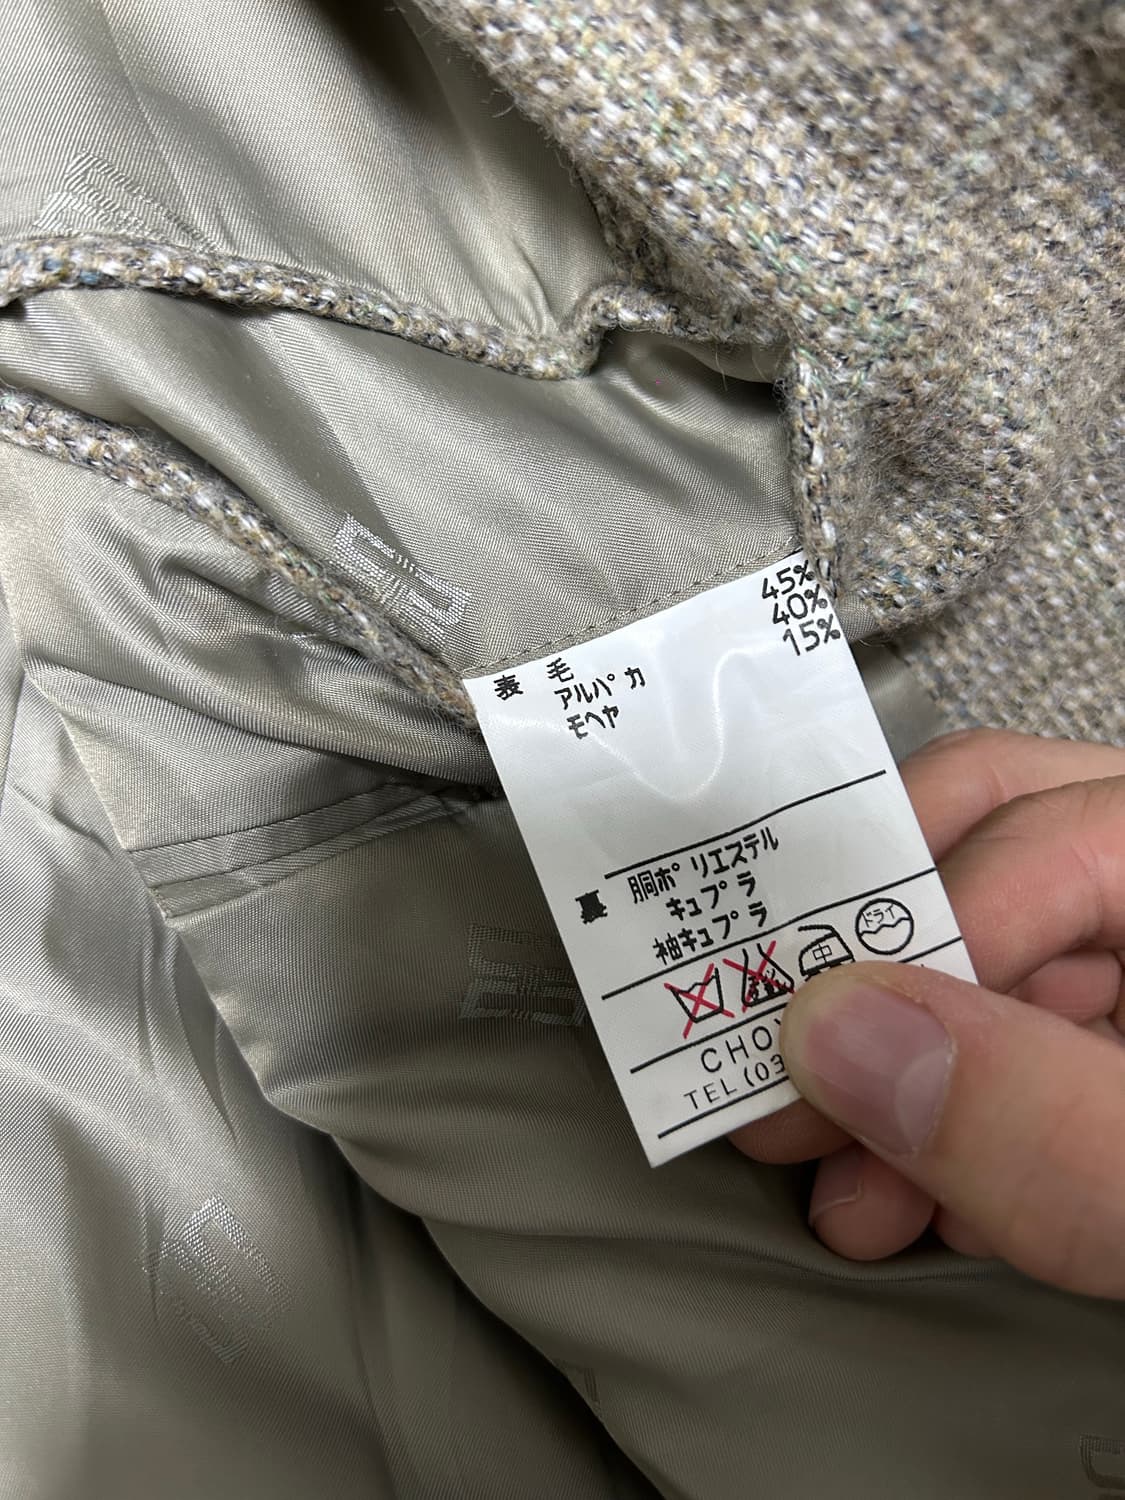 表 毛 45%
アルパカ 40%
モヘヤ 15%
裏 胴ポリエステル
キュプラ
袖キュプラ
中 ドライ
CHO
TEL (03